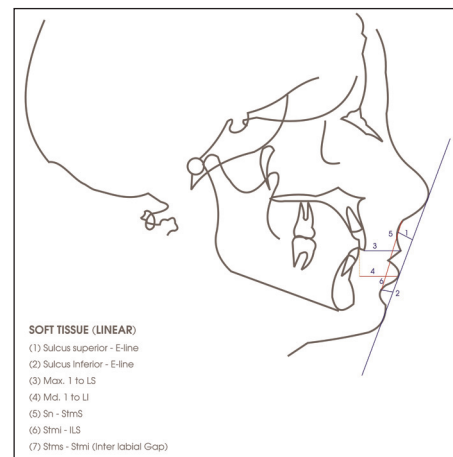 5
1
3
4
6
2
SOFT TISSUE (LINEAR)
(1) Sulcus superior - E-line
(2) Sulcus Inferior - E-line
(3) Max. 1 to LS
(4) Md. 1 to LI
(5) Sn - StmS
(6) Stmi - ILS
(7) Stms - Stmi (Inter labial Gap)